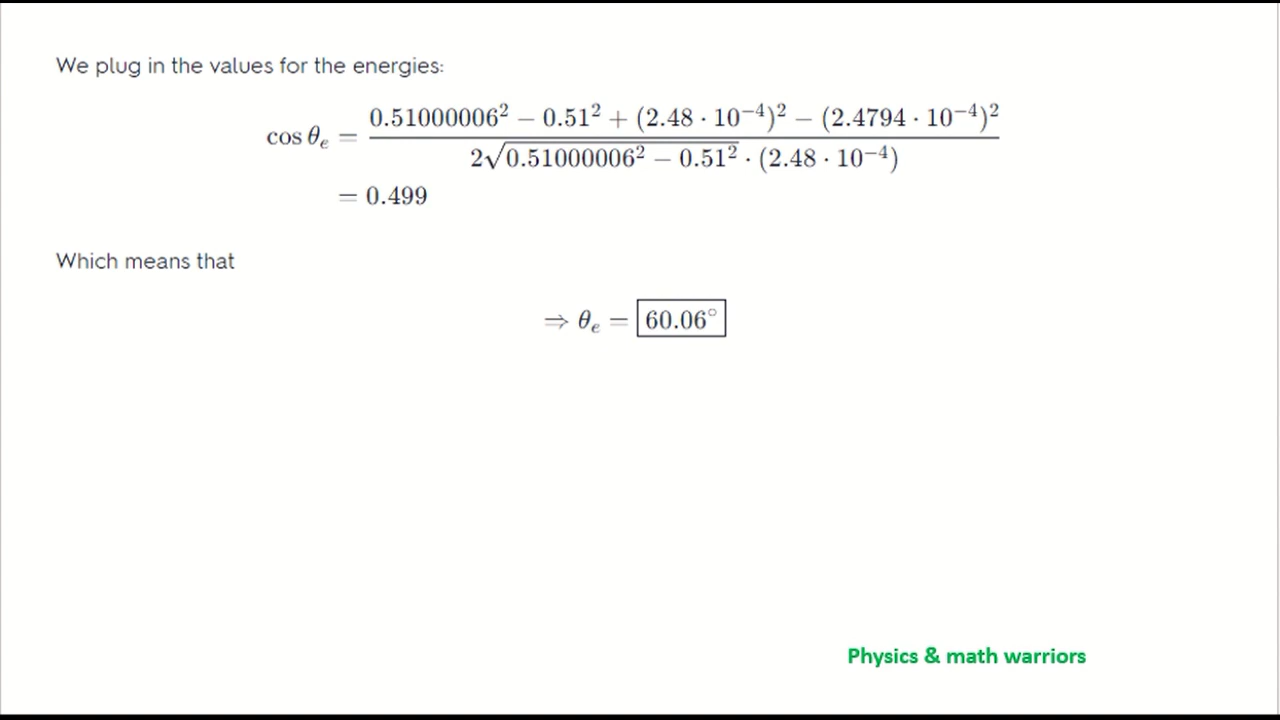 We plug in the values for the energies:
cos θₑ = (0.51000006² − 0.51² + (2.48 · 10⁻⁴)² − (2.4794 · 10⁻⁴)²) / (2√(0.51000006² − 0.51²) · (2.48 · 10⁻⁴))
= 0.499
Which means that
⇒ θₑ = 60.06°
Physics & math warriors